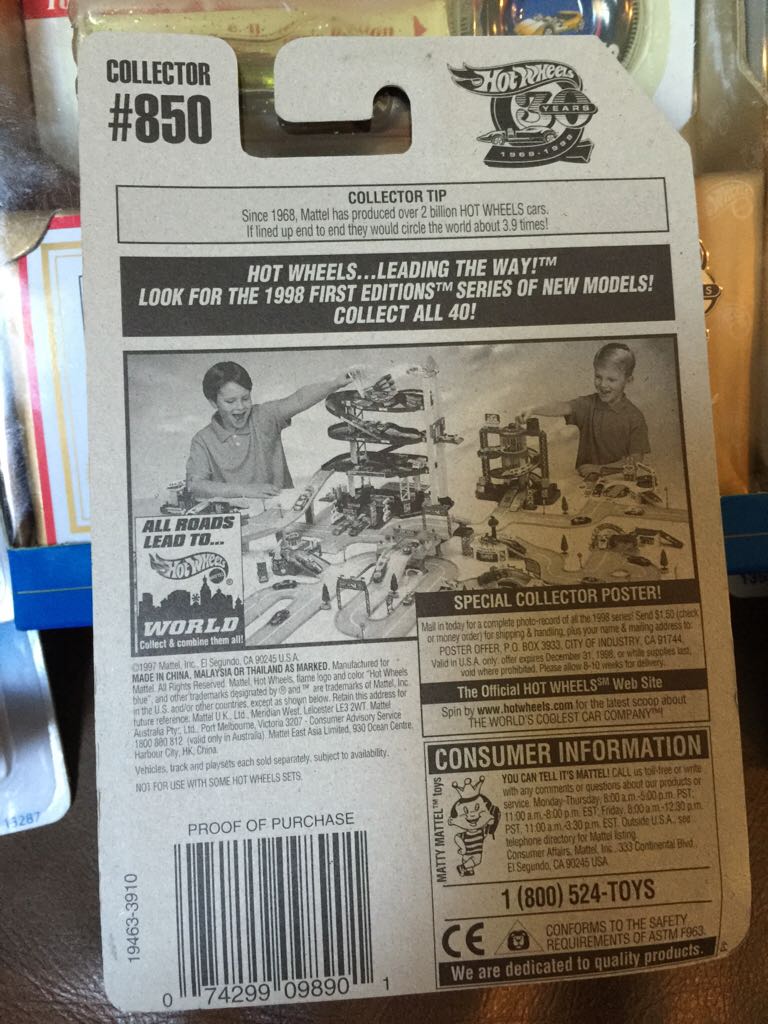 COLLECTOR
#850
HOT WHEELS
30
YEARS
1968-1998
COLLECTOR TIP
Since 1968, Mattel has produced over 2 billion HOT WHEELS cars.
If lined up end to end they would circle the world about 3.9 times!
HOT WHEELS...LEADING THE WAY!™
LOOK FOR THE 1998 FIRST EDITIONS™ SERIES OF NEW MODELS!
COLLECT ALL 40!
ALL ROADS
LEAD TO...
Hot Wheels®
WORLD
Collect & combine them all!
©1997 Mattel, Inc., El Segundo, CA 90245 U.S.A.
MADE IN CHINA, MALAYSIA OR THAILAND AS MARKED. Manufactured for
Mattel. All Rights Reserved. Mattel, Hot Wheels, flame logo and color "Hot Wheels
blue", and other trademarks designated by ® and ™ are trademarks of Mattel, Inc.
in the U.S. and/or other countries, except as shown below. Retain this address for
future reference: Mattel U.K., Ltd., Meridian West, Leicester LE3 2WT. Mattel
Australia Pty., Ltd., Port Melbourne, Victoria 3207 - Consumer Advisory Service
1800 800 812 (valid only in Australia). Mattel East Asia Limited, 930 Ocean Centre,
Harbour City, HK, China.
Vehicles, track and playsets each sold separately, subject to availability.
NOT FOR USE WITH SOME HOT WHEELS SETS.
SPECIAL COLLECTOR POSTER!
Mail in today for a complete photo-record of all the 1998 series! Send $1.50 (check
or money order) for shipping & handling, plus your name & mailing address to:
POSTER OFFER, P.O. BOX 3933, CITY OF INDUSTRY, CA 91744.
Valid in U.S.A. only: offer expires December 31, 1998, or while supplies last,
void where prohibited. Please allow 8-10 weeks for delivery.
The Official HOT WHEELS℠ Web Site
Spin by www.hotwheels.com for the latest scoop about
THE WORLD'S COOLEST CAR COMPANY™!
CONSUMER INFORMATION
MATTY MATTEL™ toys
YOU CAN TELL IT'S MATTEL! CALL us toll-free or write
with any comments or questions about our products or
service. Monday-Thursday: 8:00 a.m.-5:00 p.m. PST;
11:00 a.m.-8:00 p.m. EST; Friday: 8:00 a.m.-12:30 p.m.
PST, 11:00 a.m.-3:30 p.m. EST. Outside U.S.A., see
telephone directory for Mattel listing.
Consumer Affairs, Mattel, Inc., 333 Continental Blvd.,
El Segundo, CA 90245 USA
1 (800) 524-TOYS
CE
CONFORMS TO THE SAFETY
REQUIREMENTS OF ASTM F963.
We are dedicated to quality products.
PROOF OF PURCHASE
19463-3910
0 74299 09890 1
13287